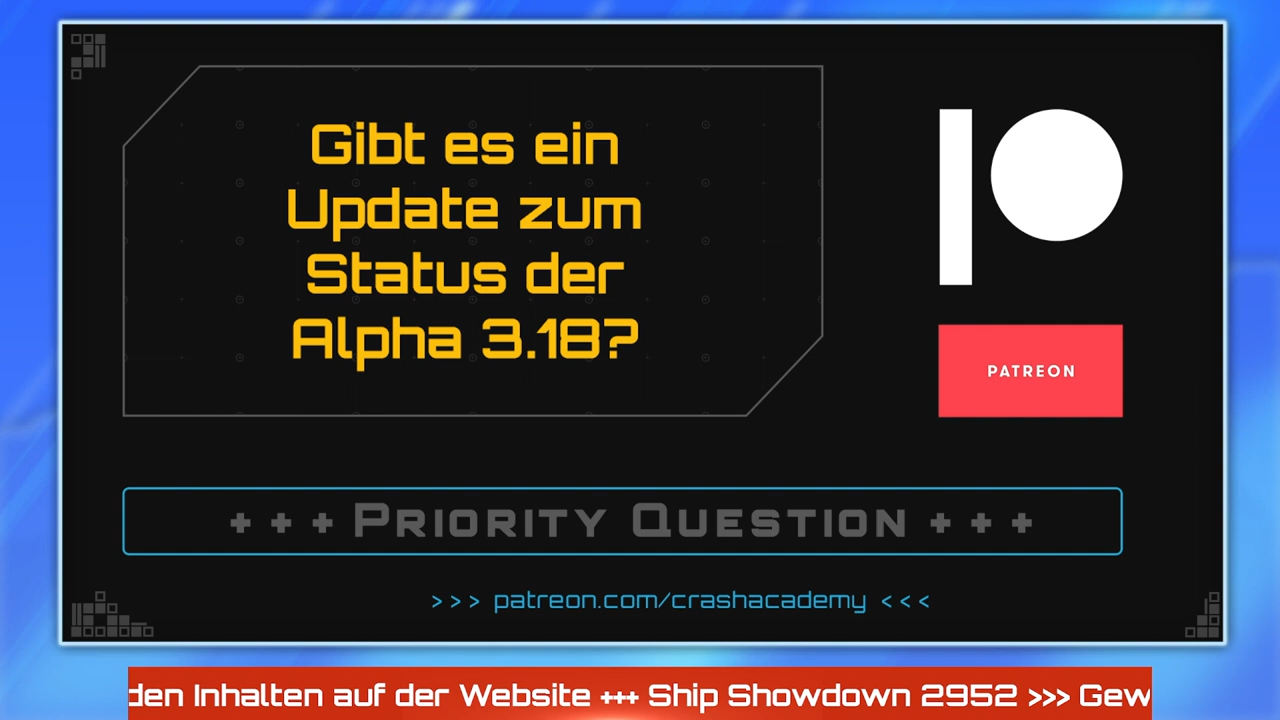 Gibt es ein
Update zum
Status der
Alpha 3.18?
PATREON
+ + + PRIORITY QUESTION + + +
>>> patreon.com/crashacademy <<<
den Inhalten auf der Website +++ Ship Showdown 2952 >>> Gew